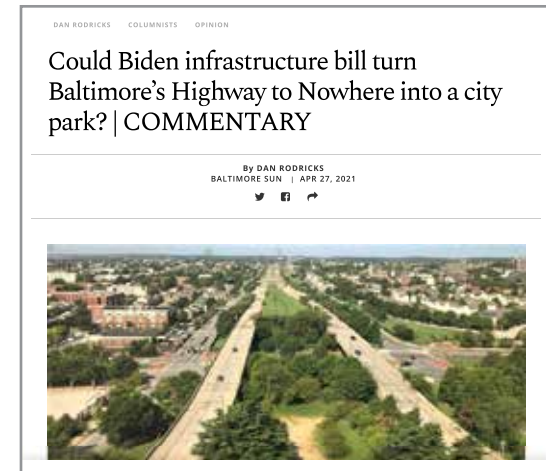 DAN RODRICKS COLUMNISTS OPINION
Could Biden infrastructure bill turn
Baltimore’s Highway to Nowhere into a city
park? | COMMENTARY
By DAN RODRICKS
BALTIMORE SUN | APR 27, 2021